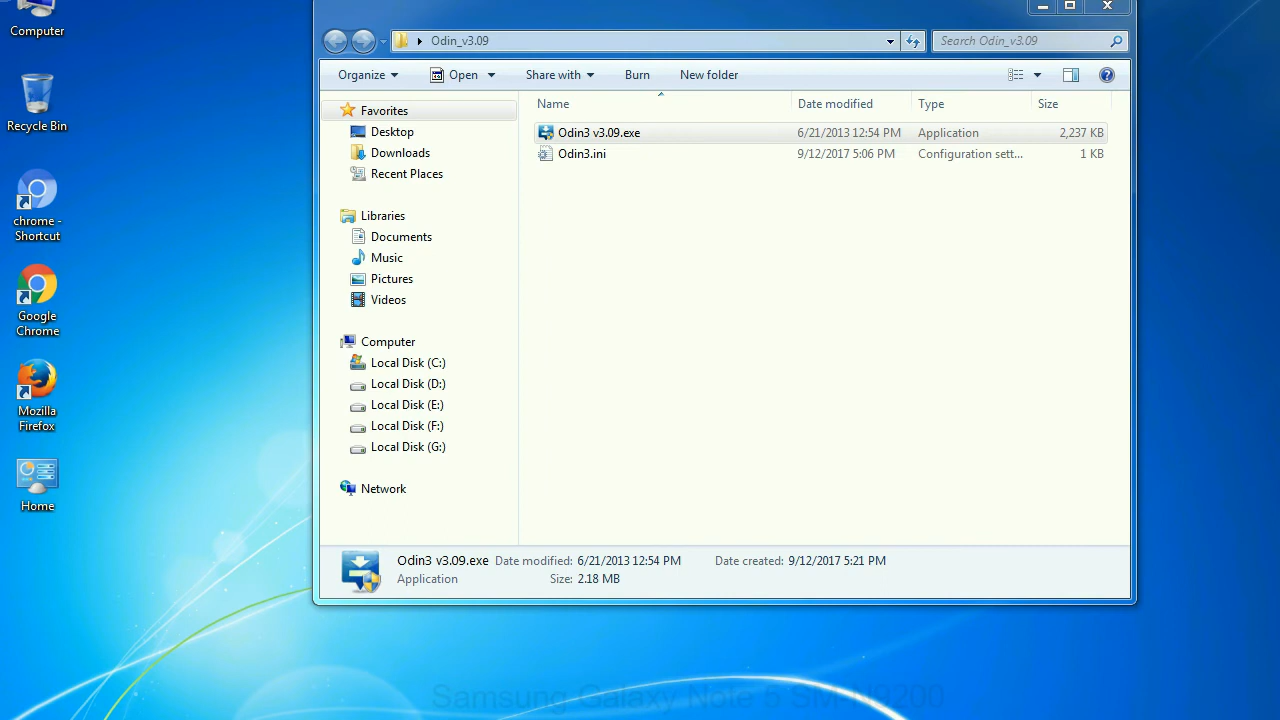 Computer
Recycle Bin
chrome -
Shortcut
Google
Chrome
Mozilla
Firefox
Home
Odin_v3.09
Search Odin_v3.09
Organize Open Share with Burn New folder
Name Date modified Type Size
Odin3 v3.09.exe 6/21/2013 12:54 PM Application 2,237 KB
Odin3.ini 9/12/2017 5:06 PM Configuration sett... 1 KB
Favorites
Desktop
Downloads
Recent Places
Libraries
Documents
Music
Pictures
Videos
Computer
Local Disk (C:)
Local Disk (D:)
Local Disk (E:)
Local Disk (F:)
Local Disk (G:)
Network
Odin3 v3.09.exe Date modified: 6/21/2013 12:54 PM Date created: 9/12/2017 5:21 PM
Application Size: 2.18 MB
Samsung Galaxy Note 5 SM-N9200